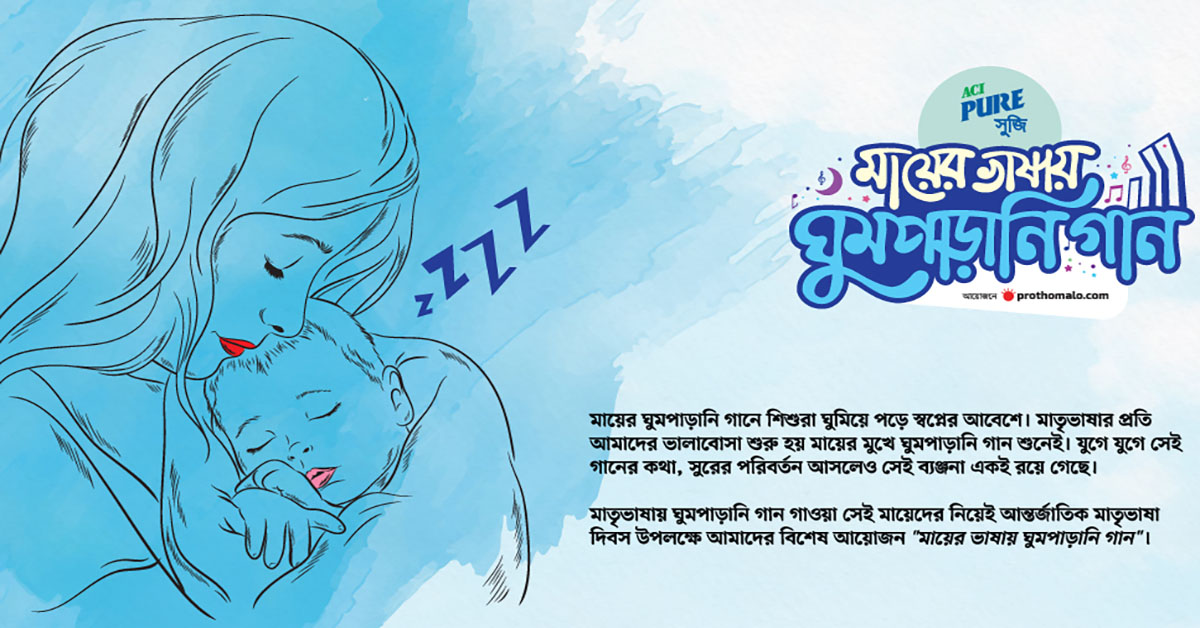 ACI
PURE
সুজি
মায়ের ভাষায়
ঘুমপাড়ানি গান
আয়োজনে prothomalo.com
zzzz
মায়ের ঘুমপাড়ানি গানে শিশুরা ঘুমিয়ে পড়ে স্বপ্নের আবেশে। মাতৃভাষার প্রতি
আমাদের ভালাবোসা শুরু হয় মায়ের মুখে ঘুমপাড়ানি গান শুনেই। যুগে যুগে সেই
গানের কথা, সুরের পরিবর্তন আসলেও সেই ব্যঞ্জনা একই রয়ে গেছে।
মাতৃভাষায় ঘুমপাড়ানি গান গাওয়া সেই মায়েদের নিয়েই আন্তর্জাতিক মাতৃভাষা
দিবস উপলক্ষে আমাদের বিশেষ আয়োজন "মায়ের ভাষায় ঘুমপাড়ানি গান"।